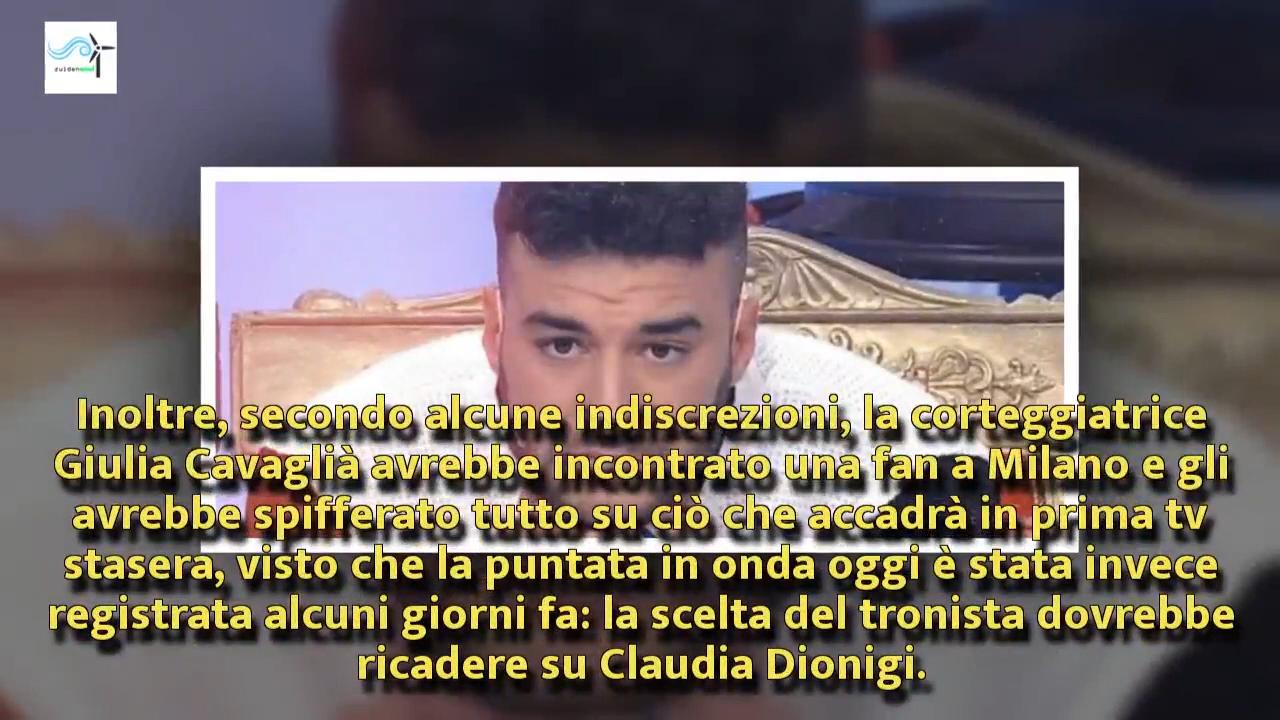 zuidenwind
Inoltre, secondo alcune indiscrezioni, la corteggiatrice
Giulia Cavaglià avrebbe incontrato una fan a Milano e gli
avrebbe spifferato tutto su ciò che accadrà in prima tv
stasera, visto che la puntata in onda oggi è stata invece
registrata alcuni giorni fa: la scelta del tronista dovrebbe
ricadere su Claudia Dionigi.